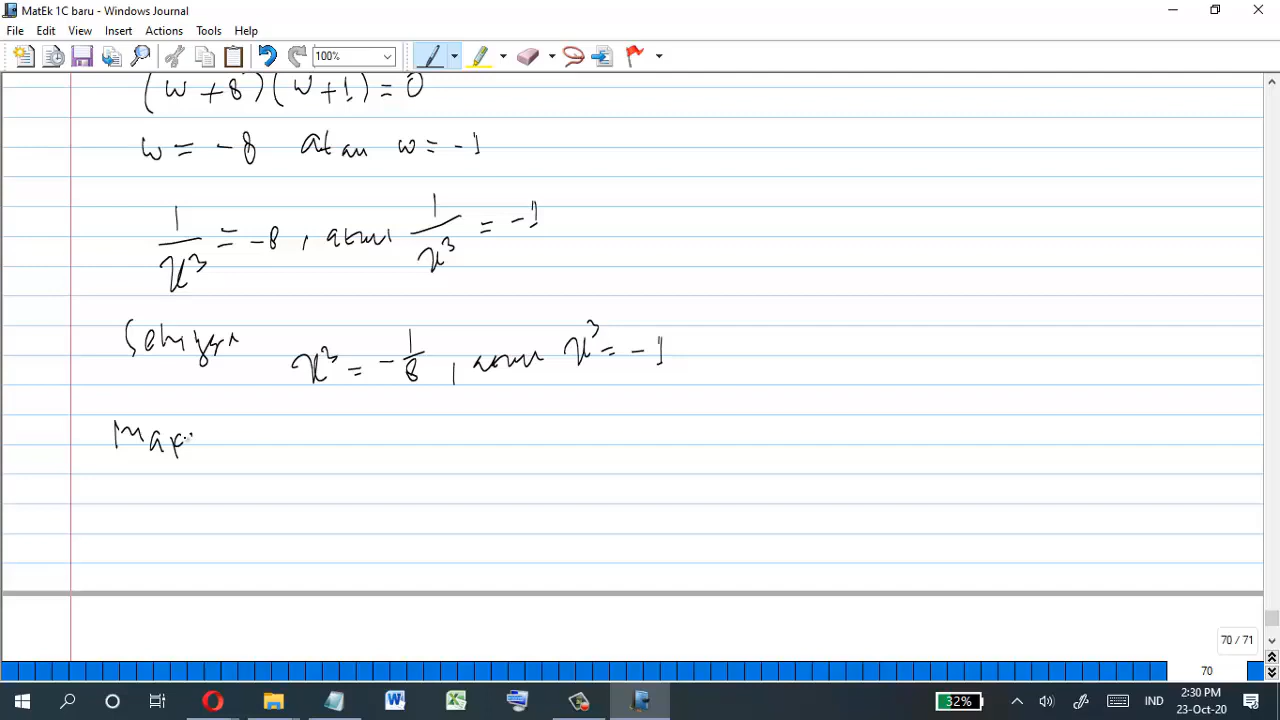 MatEk 1C baru - Windows Journal
File Edit View Insert Actions Tools Help
100%
(w + 8)(w + 1) = 0
w = -8 atau w = -1
1/x³ = -8, atau 1/x³ = -1
Sehingga
x³ = -1/8, atau x³ = -1
Mak
70 / 71
70
32% IND 2:30 PM
23-Oct-20